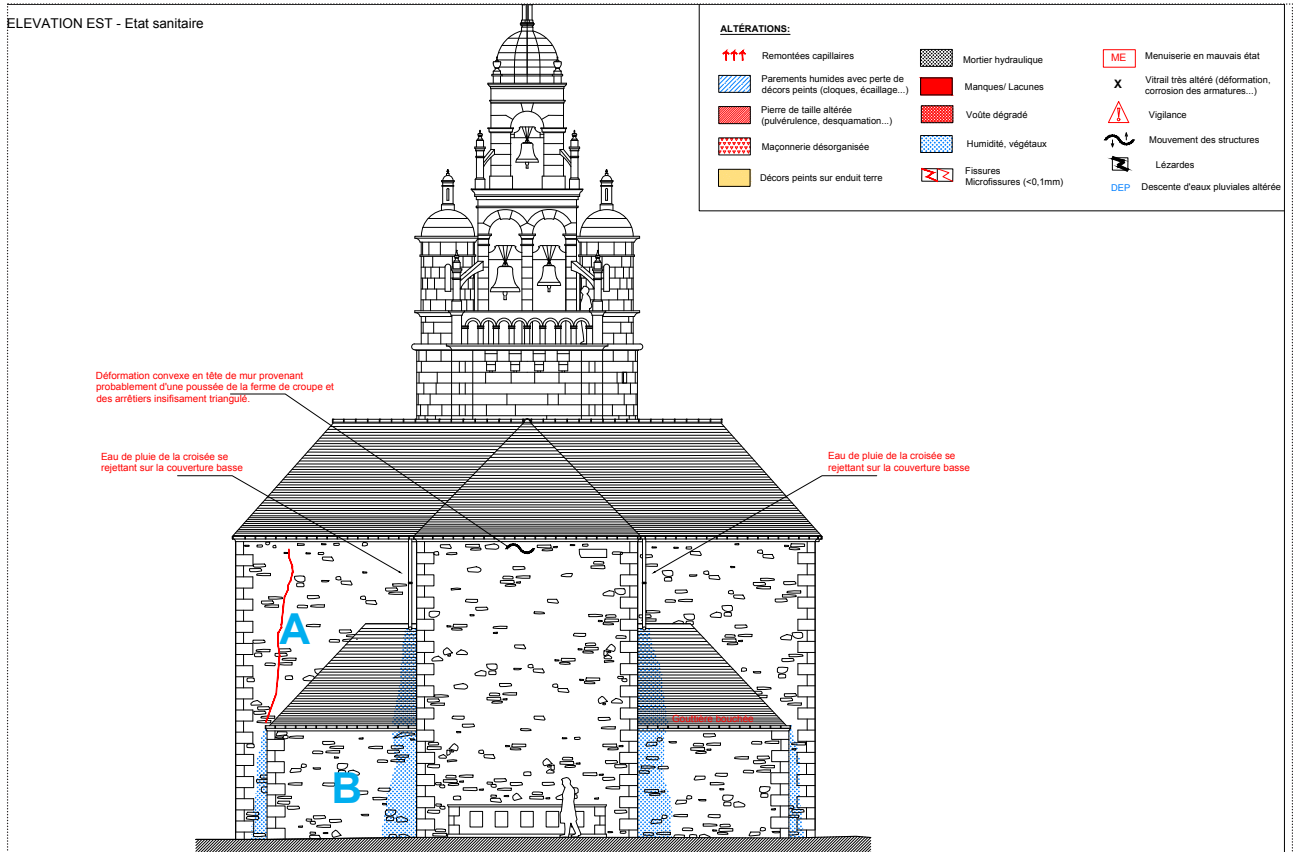 ELEVATION EST - Etat sanitaire
ALTÉRATIONS:
Remontées capillaires
Parements humides avec perte de
décors peints (cloques, écaillage...)
Pierre de taille altérée
(pulvérulence, desquamation...)
Maçonnerie désorganisée
Décors peints sur enduit terre
Mortier hydraulique
Manques/ Lacunes
Voûte dégradé
Humidité, végétaux
Fissures
Microfissures (<0,1mm)
ME Menuiserie en mauvais état
X Vitrail très altéré (déformation,
corrosion des armatures...)
Vigilance
Mouvement des structures
Lézardes
DEP Descente d'eaux pluviales altérée
Déformation convexe en tête de mur provenant
probablement d'une poussée de la ferme de croupe et
des arrêtiers insifisament triangulé.
Eau de pluie de la croisée se
rejettant sur la couverture basse
Eau de pluie de la croisée se
rejettant sur la couverture basse
A
Gouttière bouchée
B